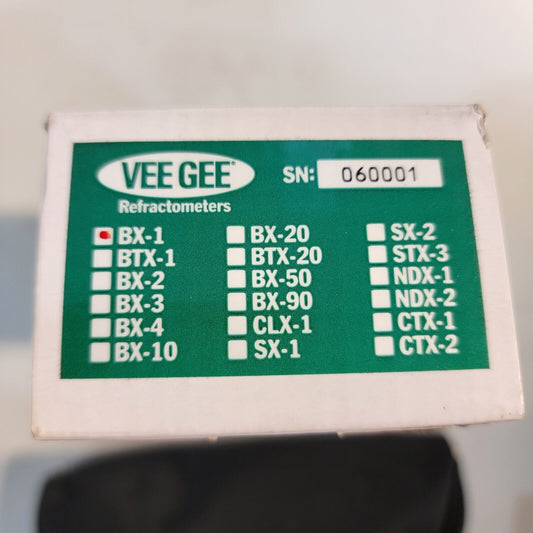 VEE GEE®
SN: 060001
Refractometers
BX-1
BTX-1
BX-2
BX-3
BX-4
BX-10
BX-20
BTX-20
BX-50
BX-90
CLX-1
SX-1
SX-2
STX-3
NDX-1
NDX-2
CTX-1
CTX-2